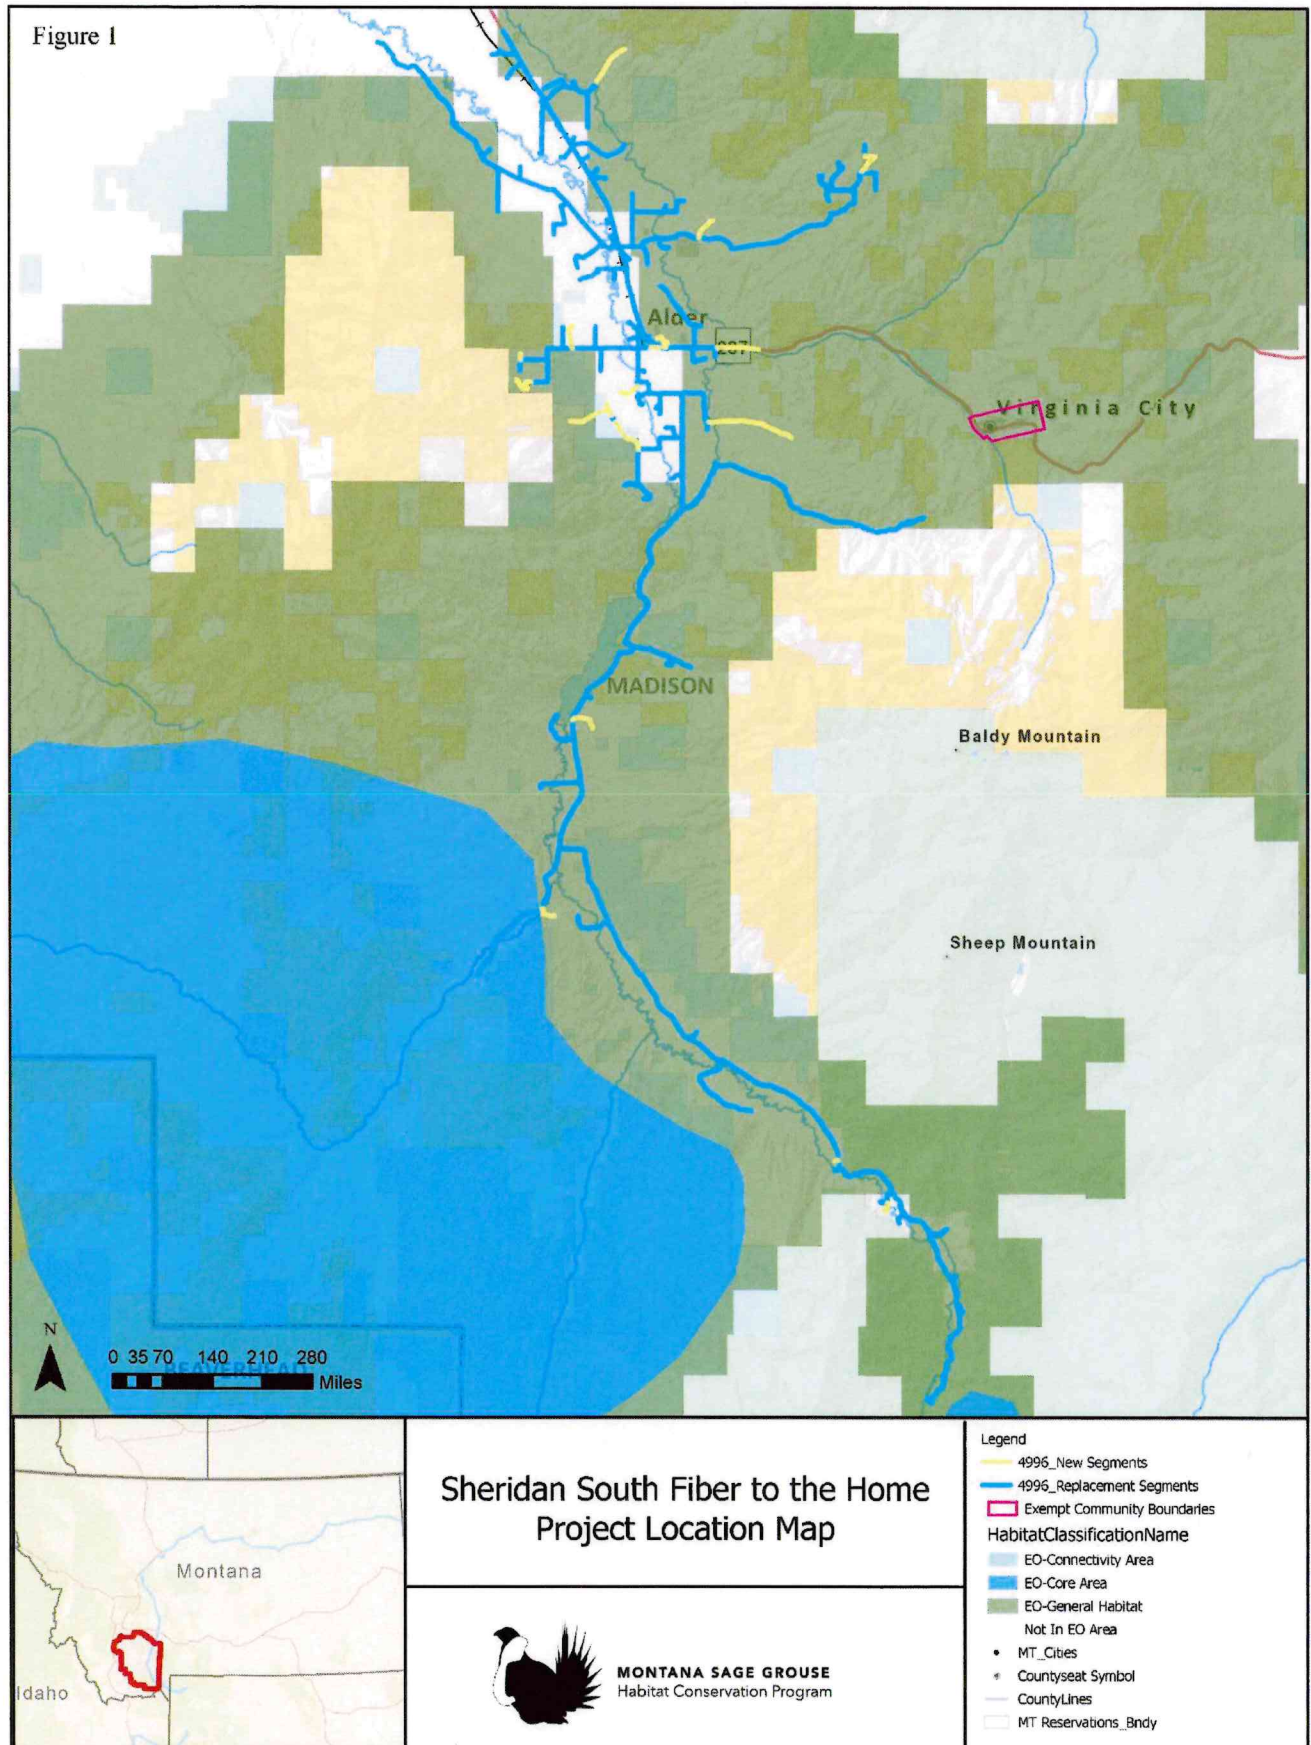 Figure 1
Alder
287
Virginia City
MADISON
Baldy Mountain
Sheep Mountain
N
0 35 70 140 210 280
Miles
BEAVERHEAD
Montana
Idaho
Sheridan South Fiber to the Home
Project Location Map
MONTANA SAGE GROUSE
Habitat Conservation Program
Legend
4996_New Segments
4996_Replacement Segments
Exempt Community Boundaries
HabitatClassificationName
EO-Connectivity Area
EO-Core Area
EO-General Habitat
Not In EO Area
MT_Cities
Countyseat Symbol
CountyLines
MT Reservations_Bndy